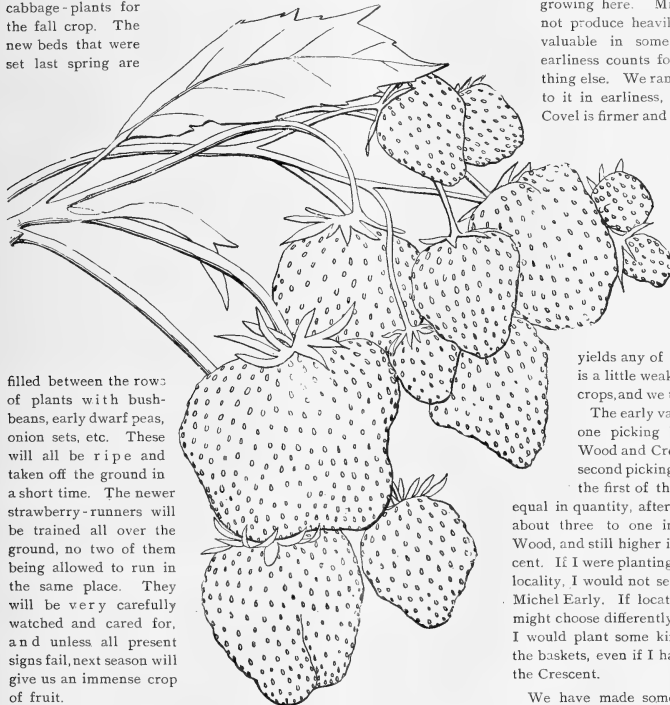 cabbage-plants for
the fall crop. The
new beds that were
set last spring are
filled between the rows
of plants with bush-
beans, early dwarf peas,
onion sets, etc. These
will all be ripe and
taken off the ground in
a short time. The newer
strawberry-runners will
be trained all over the
ground, no two of them
being allowed to run in
the same place. They
will be very carefully
watched and cared for,
and unless all present
signs fail, next season will
give us an immense crop
of fruit.
growing here.
not produce heavil
valuable in some
earliness counts fo
thing else. We ran
to it in earliness,
Covel is firmer and
yields any of
is a little weak
crops, and we
The early va
one picking
Wood and Cre
second picking
the first of th
equal in quantity, after
about three to one in
Wood, and still higher i
cent. If I were planting
locality, I would not se
Michel Early. If locat
might choose differently
I would plant some ki
the baskets, even if I ha
the Crescent.
We have made som